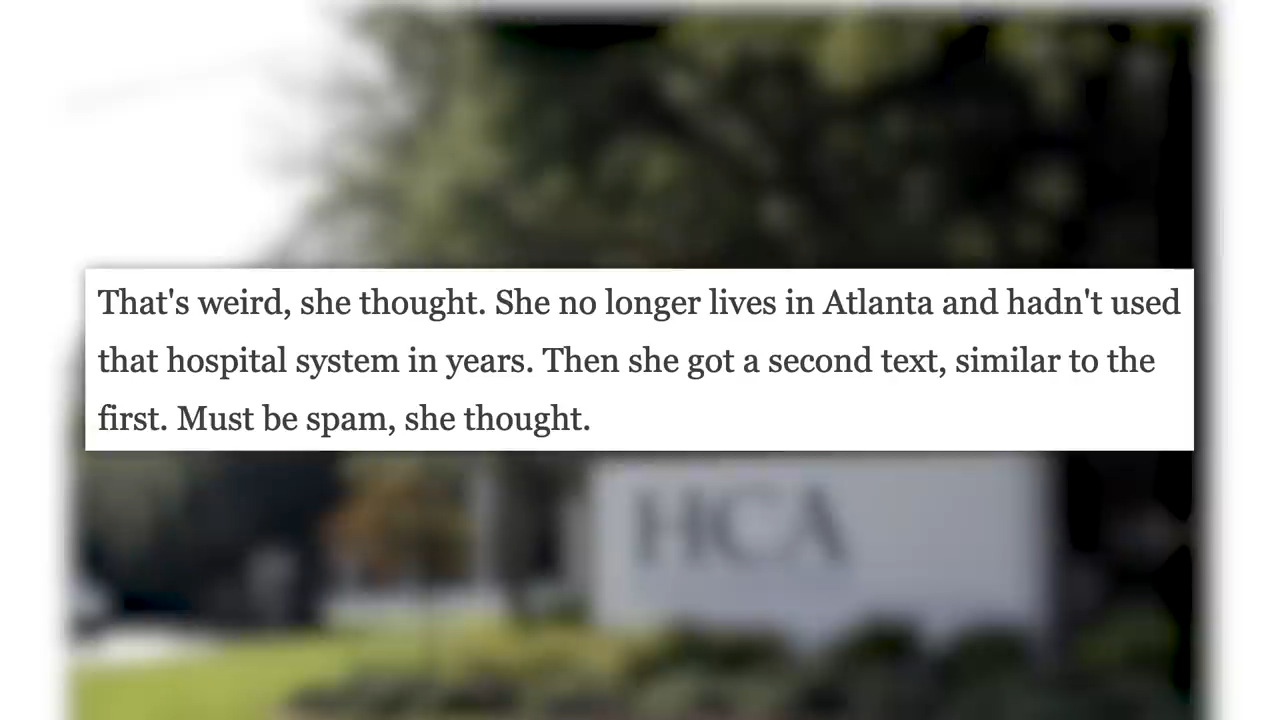 That's weird, she thought. She no longer lives in Atlanta and hadn't used
that hospital system in years. Then she got a second text, similar to the
first. Must be spam, she thought.
HCA